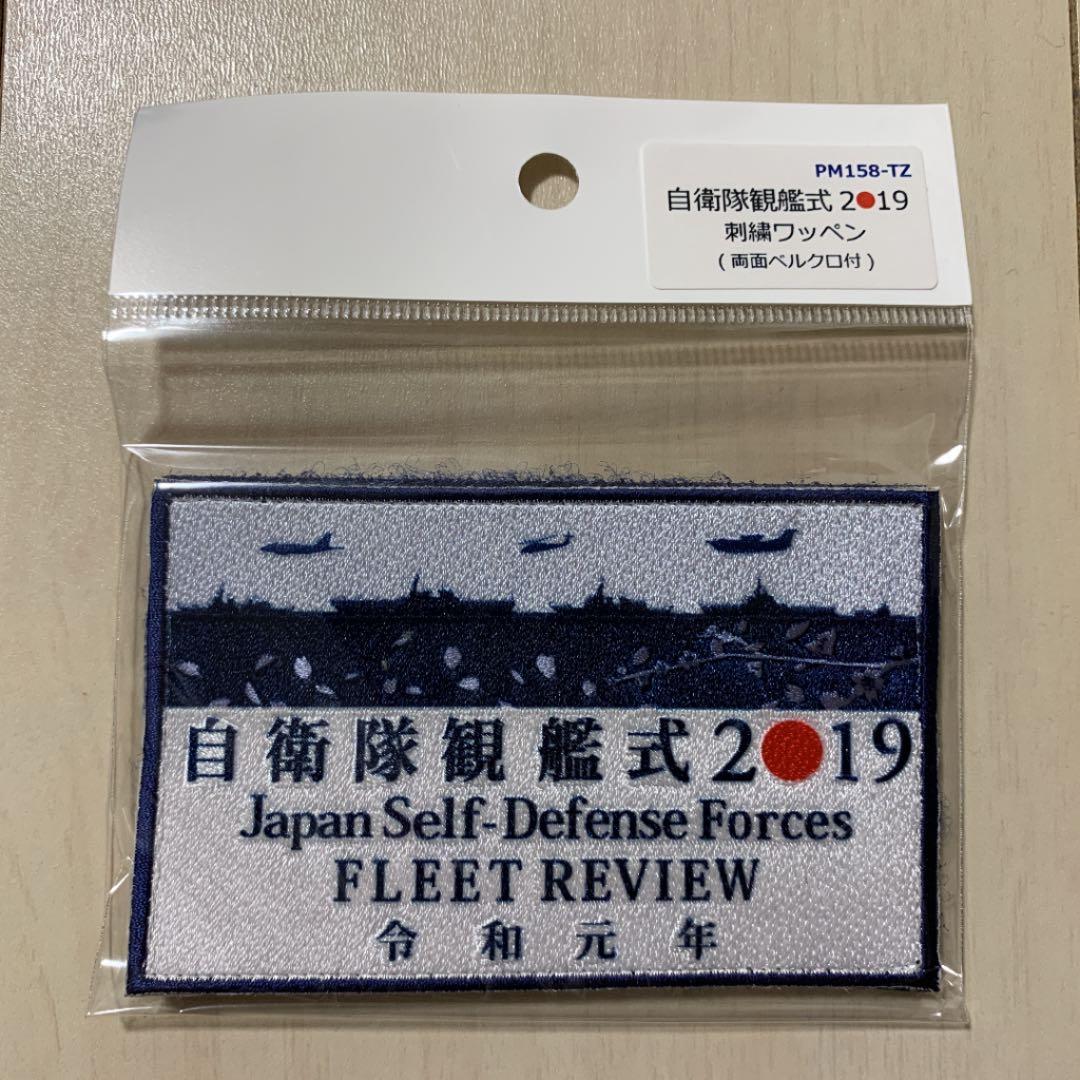 PM158-TZ
自衛隊観艦式 2●19
刺繍ワッペン
(両面ベルクロ付)
自衛隊観艦式2●19
Japan Self-Defense Forces
FLEET REVIEW
令和元年